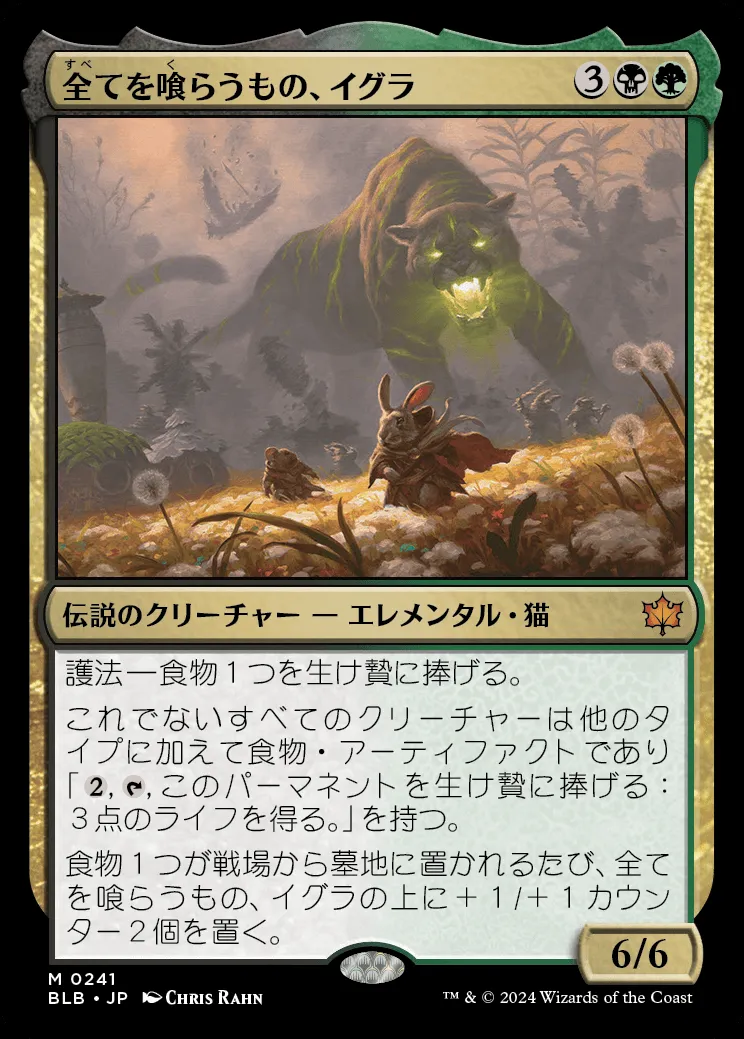 すべ く
全てを喰らうもの、イグラ 3
伝説のクリーチャー ― エレメンタル・猫
護法―食物１つを生け贄に捧げる。
これでないすべてのクリーチャーは他のタ
イプに加えて食物・アーティファクトであり
「2, , このパーマネントを生け贄に捧げる：
３点のライフを得る。」を持つ。
食物１つが戦場から墓地に置かれるたび、全て
を喰らうもの、イグラの上に＋１/＋１カウン
ター２個を置く。
6/6
M 0241
BLB • JP CHRIS RAHN
™ & © 2024 Wizards of the Coast